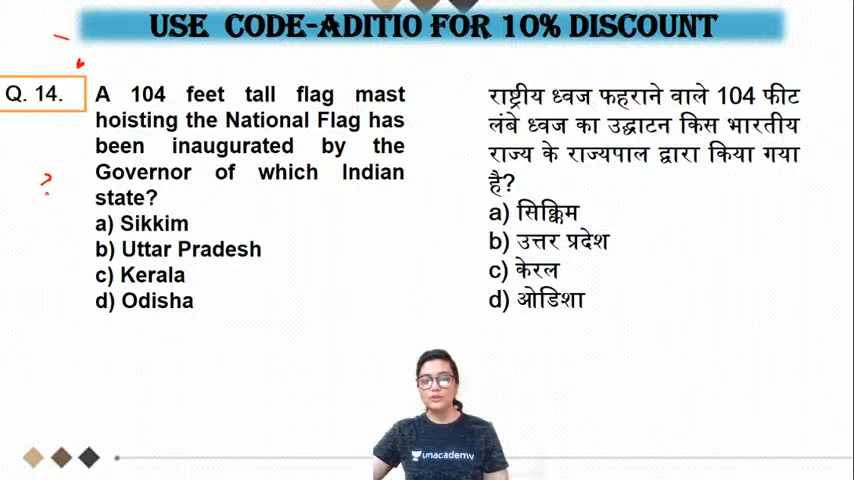 USE CODE-ADITIO FOR 10% DISCOUNT
Q. 14.
A 104 feet tall flag mast
hoisting the National Flag has
been inaugurated by the
Governor of which Indian
state?
a) Sikkim
b) Uttar Pradesh
c) Kerala
d) Odisha
राष्ट्रीय ध्वज फहराने वाले 104 फीट
लंबे ध्वज का उद्घाटन किस भारतीय
राज्य के राज्यपाल द्वारा किया गया
है?
a) सिक्किम
b) उत्तर प्रदेश
c) केरल
d) ओडिशा
unacademy